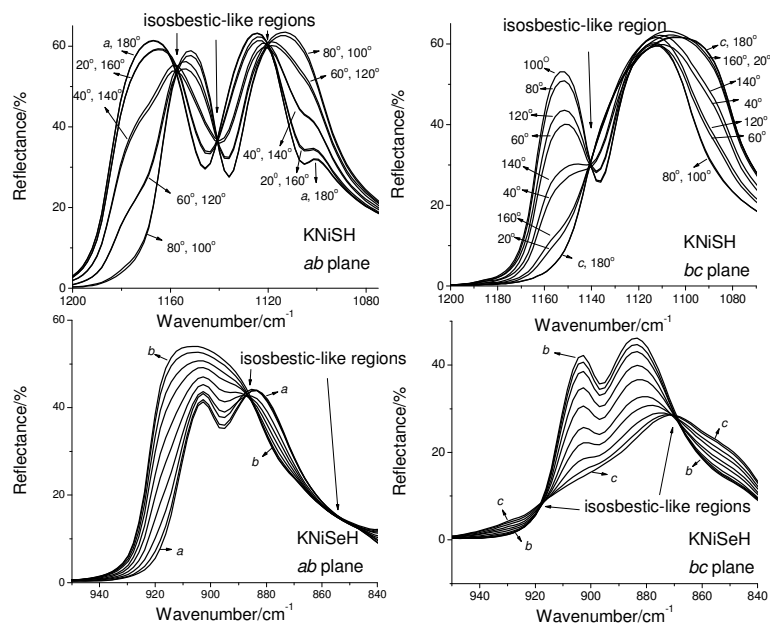 isosbestic-like regions
60
40
20
0
Reflectance/%
a, 180°
20°, 160°
40°, 140°
80°, 100°
60°, 120°
40°, 140°
20°, 160°
a, 180°
60°, 120°
80°, 100°
KNiSH
ab plane
1200 1160 1120 1080
Wavenumber/cm-1
isosbestic-like region
60
40
20
0
Reflectance/%
100°
80°
120°
60°
140°
40°
160°
20°
c, 180°
c, 180°
160°, 20°
140°
40°
120°
60°
80°, 100°
KNiSH
bc plane
1200 1180 1160 1140 1120 1100 1080
Wavenumber/cm-1
60
40
20
0
Reflectance/%
b
isosbestic-like regions
a
b
a
KNiSeH
ab plane
940 920 900 880 860 840
Wavenumber/cm-1
60
40
20
0
Reflectance/%
b
c
c
b
isosbestic-like regions
c
b
KNiSeH
bc plane
940 920 900 880 860 840
Wavenumber/cm-1